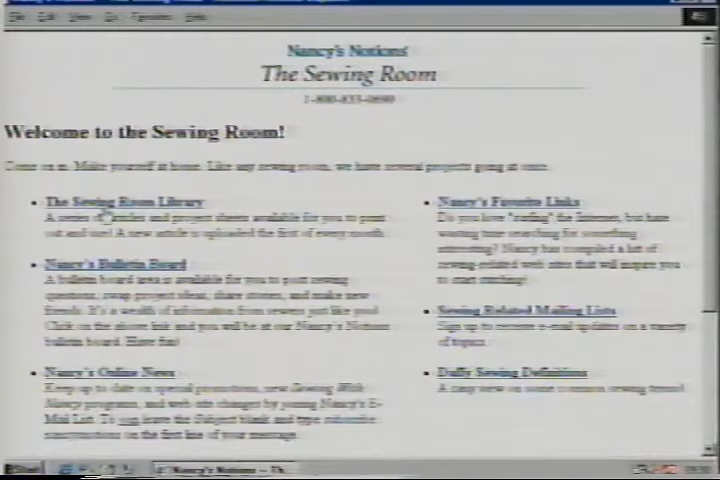 Nancy's Notions
The Sewing Room
1-800-833-0690
Welcome to the Sewing Room!
Come on in. Make yourself at home. Like any sewing room, we have several projects going at once.
The Sewing Room Library
A series of articles and project sheets available for you to print
out and use! A new article is uploaded the first of every month.
Nancy's Bulletin Board
A bulletin board area is available for you to post sewing
questions, swap project ideas, share stories, and make new
friends. It's a wealth of information from sewers just like you!
Click on the above link and you will be at our Nancy's Notions
bulletin board. Have fun!
Nancy's Online News
Keep up to date on special promotions, new Sewing With
Nancy programs, and web site changes by joining Nancy's E-
Mail List. To join leave the Subject blank and type subscribe
on the first line of your message.
Nancy's Favorite Links
Do you love "surfing" the Internet, but hate
wasting time searching for something
interesting? Nancy has compiled a list of
sewing-related web sites that will inspire you
to start stitching!
Sewing Related Mailing Lists
Sign up to receive e-mail updates on a variety
of topics.
Daffy Sewing Definitions
A zany view on some common sewing terms!
Start
Nancy's Notions -- Th...